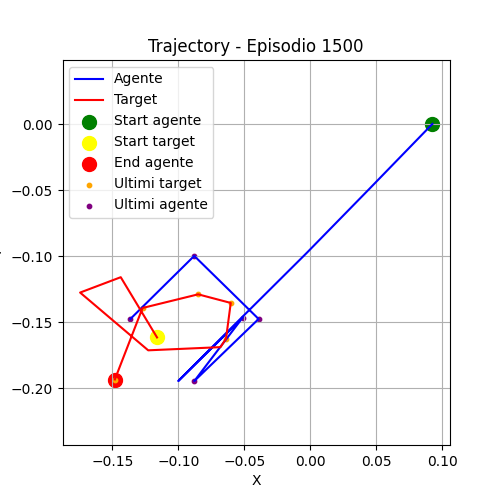 Trajectory - Episodio 1500
Agente
Target
Start agente
Start target
End agente
Ultimi target
Ultimi agente
0.00
−0.05
−0.10
−0.15
−0.20
−0.15
−0.10
−0.05
0.00
0.05
0.10
X